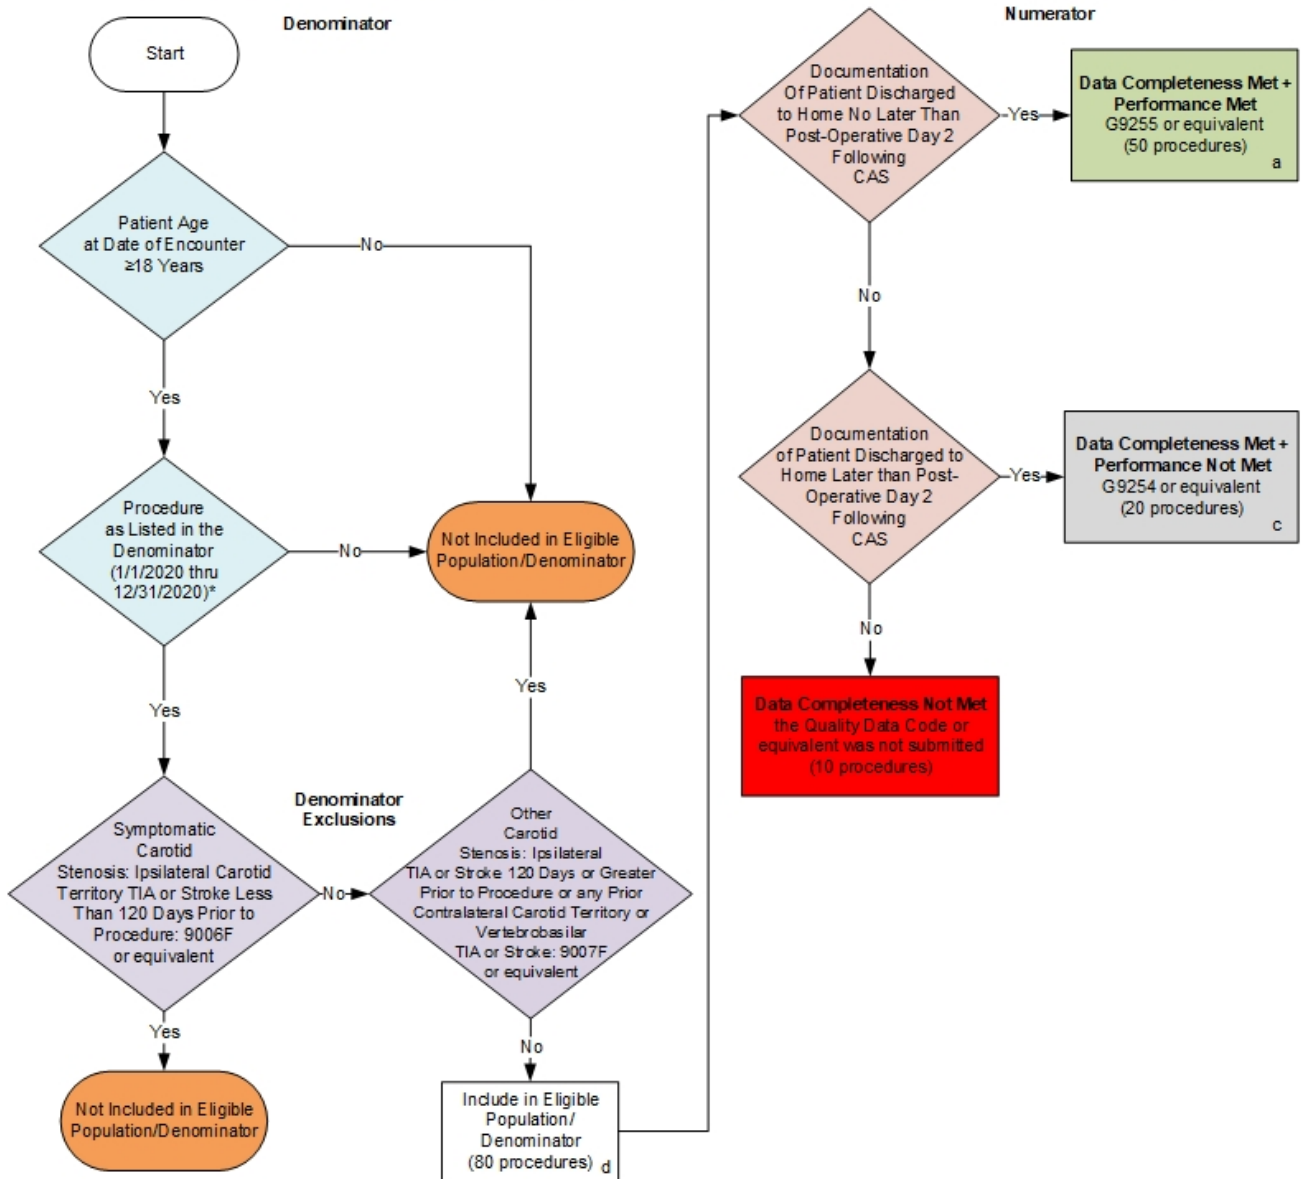 Denominator
Start
Patient Age
at Date of Encounter
≥18 Years
No
Yes
Procedure
as Listed in the
Denominator
(1/1/2020 thru
12/31/2020)*
No
Not Included in Eligible
Population/Denominator
Yes
Yes
Denominator
Exclusions
Symptomatic
Carotid
Stenosis: Ipsilateral Carotid
Territory TIA or Stroke Less
Than 120 Days Prior to
Procedure: 9006F
or equivalent
No
Other
Carotid
Stenosis: Ipsilateral
TIA or Stroke 120 Days or Greater
Prior to Procedure or any Prior
Contralateral Carotid Territory or
Vertebrobasilar
TIA or Stroke: 9007F
or equivalent
Yes
No
Not Included in Eligible
Population/Denominator
Include in Eligible
Population/
Denominator
(80 procedures)
d
Numerator
Documentation
Of Patient Discharged
to Home No Later Than
Post-Operative Day 2
Following
CAS
Yes
Data Completeness Met +
Performance Met
G9255 or equivalent
(50 procedures)
a
No
Documentation
of Patient Discharged to
Home Later than Post-
Operative Day 2
Following
CAS
Yes
Data Completeness Met +
Performance Not Met
G9254 or equivalent
(20 procedures)
c
No
Data Completeness Not Met
the Quality Data Code or
equivalent was not submitted
(10 procedures)